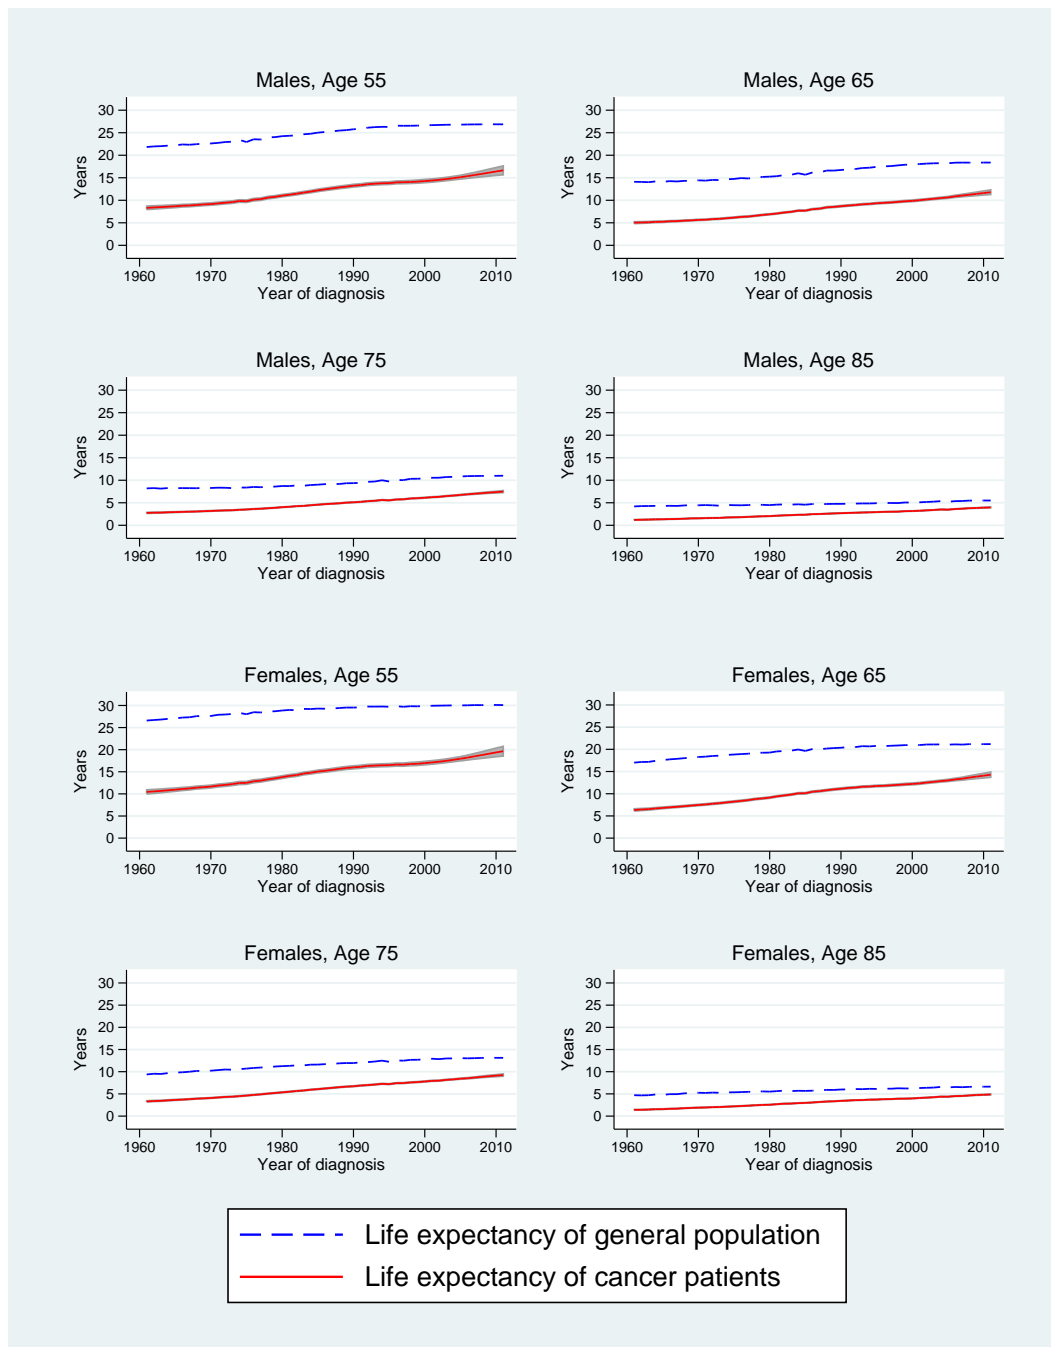 Males, Age 55
Years
30
25
20
15
10
5
0
1960 1970 1980 1990 2000 2010
Year of diagnosis
Males, Age 65
Years
30
25
20
15
10
5
0
1960 1970 1980 1990 2000 2010
Year of diagnosis
Males, Age 75
Years
30
25
20
15
10
5
0
1960 1970 1980 1990 2000 2010
Year of diagnosis
Males, Age 85
Years
30
25
20
15
10
5
0
1960 1970 1980 1990 2000 2010
Year of diagnosis
Females, Age 55
Years
30
25
20
15
10
5
0
1960 1970 1980 1990 2000 2010
Year of diagnosis
Females, Age 65
Years
30
25
20
15
10
5
0
1960 1970 1980 1990 2000 2010
Year of diagnosis
Females, Age 75
Years
30
25
20
15
10
5
0
1960 1970 1980 1990 2000 2010
Year of diagnosis
Females, Age 85
Years
30
25
20
15
10
5
0
1960 1970 1980 1990 2000 2010
Year of diagnosis
Life expectancy of general population
Life expectancy of cancer patients